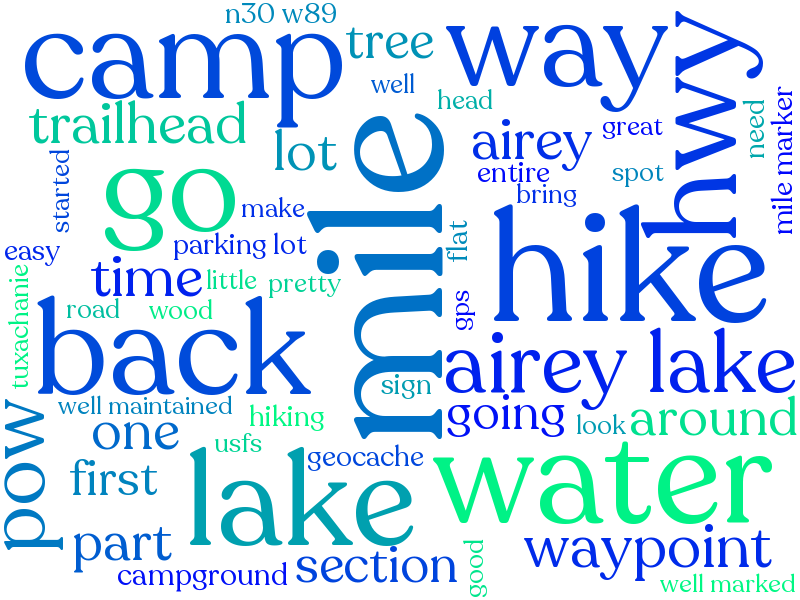 n30 w89
camp
tree
way
hwy
well
head
trailhead
lot
mile
airey
great
need
mile marker
entire
spot
started
go
make
bring
parking lot
flat
hike
easy
time
little
pretty
tuxachanie
road
wood
gps
back
airey lake
sign
well maintained
hiking
going
look
around
pow
one
usfs
geocache
first
lake
water
part
section
waypoint
campground
good
well marked